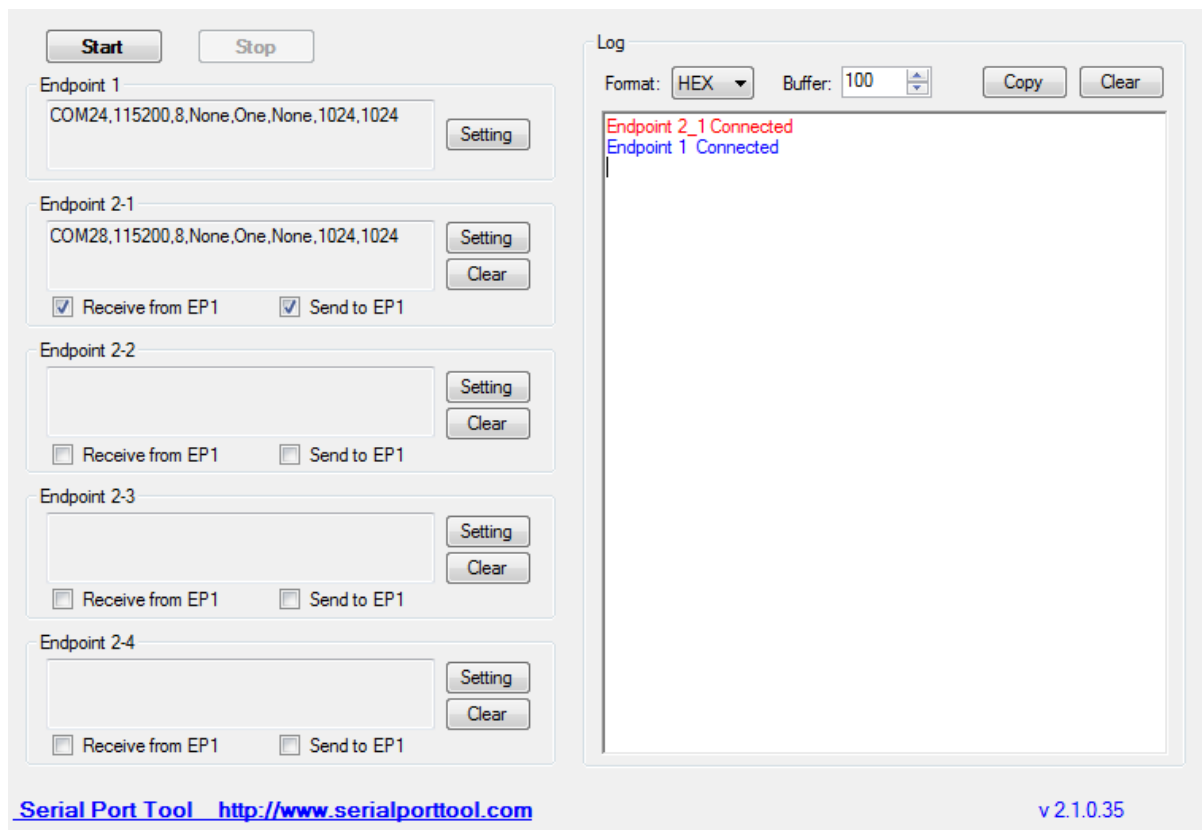 Start Stop
Endpoint 1
COM24,115200,8,None,One,None,1024,1024
Setting
Endpoint 2-1
COM28,115200,8,None,One,None,1024,1024
Setting
Clear
Receive from EP1 Send to EP1
Endpoint 2-2
Setting
Clear
Receive from EP1 Send to EP1
Endpoint 2-3
Setting
Clear
Receive from EP1 Send to EP1
Endpoint 2-4
Setting
Clear
Receive from EP1 Send to EP1
Log
Format: HEX Buffer: 100 Copy Clear
Endpoint 2_1 Connected
Endpoint 1 Connected
Serial Port Tool http://www.serialporttool.com
v 2.1.0.35